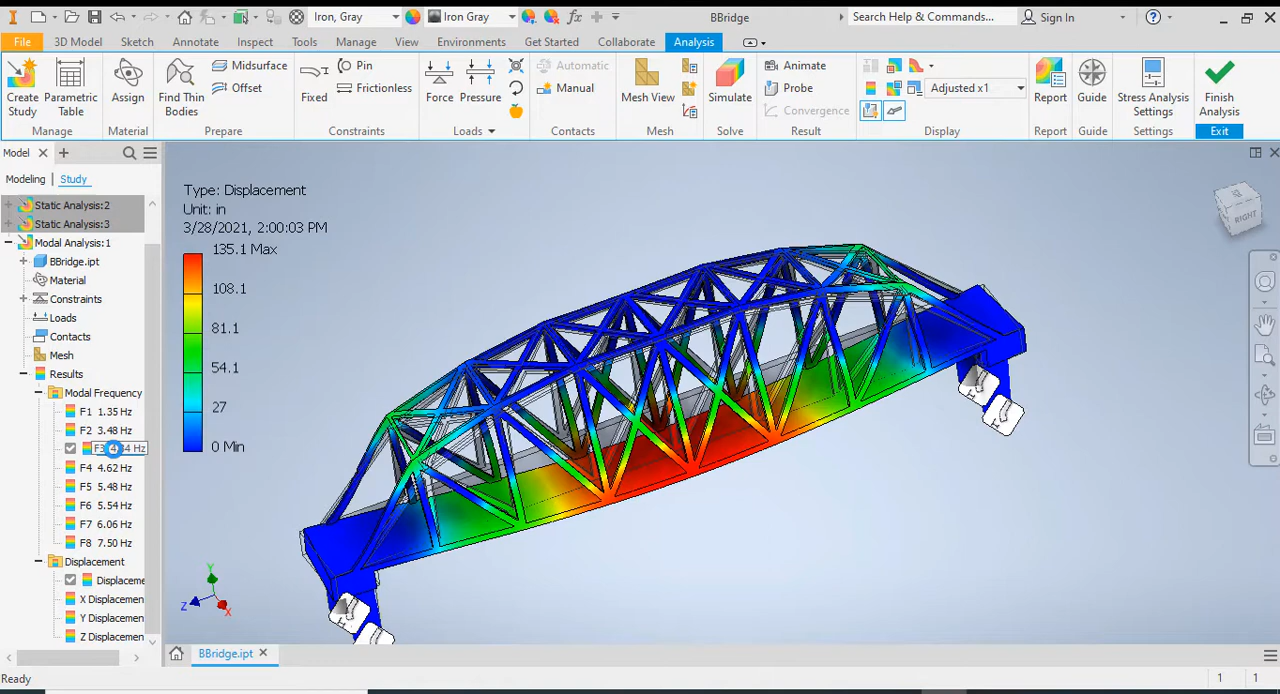 Iron, Gray
Iron Gray
BBridge
Search Help & Commands...
Sign In
File
3D Model
Sketch
Annotate
Inspect
Tools
Manage
View
Environments
Get Started
Collaborate
Analysis
Create Study
Parametric Table
Assign
Find Thin Bodies
Midsurface
Offset
Fixed
Pin
Frictionless
Force
Pressure
Automatic
Manual
Mesh View
Simulate
Animate
Probe
Convergence
Adjusted x1
Report
Guide
Stress Analysis Settings
Finish Analysis
Manage
Material
Prepare
Constraints
Loads
Contacts
Mesh
Solve
Result
Display
Report
Guide
Settings
Exit
Model
Modeling
Study
Static Analysis:2
Static Analysis:3
Modal Analysis:1
BBridge.ipt
Material
Constraints
Loads
Contacts
Mesh
Results
Modal Frequency
F1 1.35 Hz
F2 3.48 Hz
Hz
F4 4.62 Hz
F5 5.48 Hz
F6 5.54 Hz
F7 6.06 Hz
F8 7.50 Hz
Displacement
Displaceme
X Displacemen
Y Displacemen
Z Displacemen
Type: Displacement
Unit: in
3/28/2021, 2:00:03 PM
135.1 Max
108.1
81.1
54.1
27
0 Min
RIGHT
Y
Z
X
BBridge.ipt
Ready
1
1